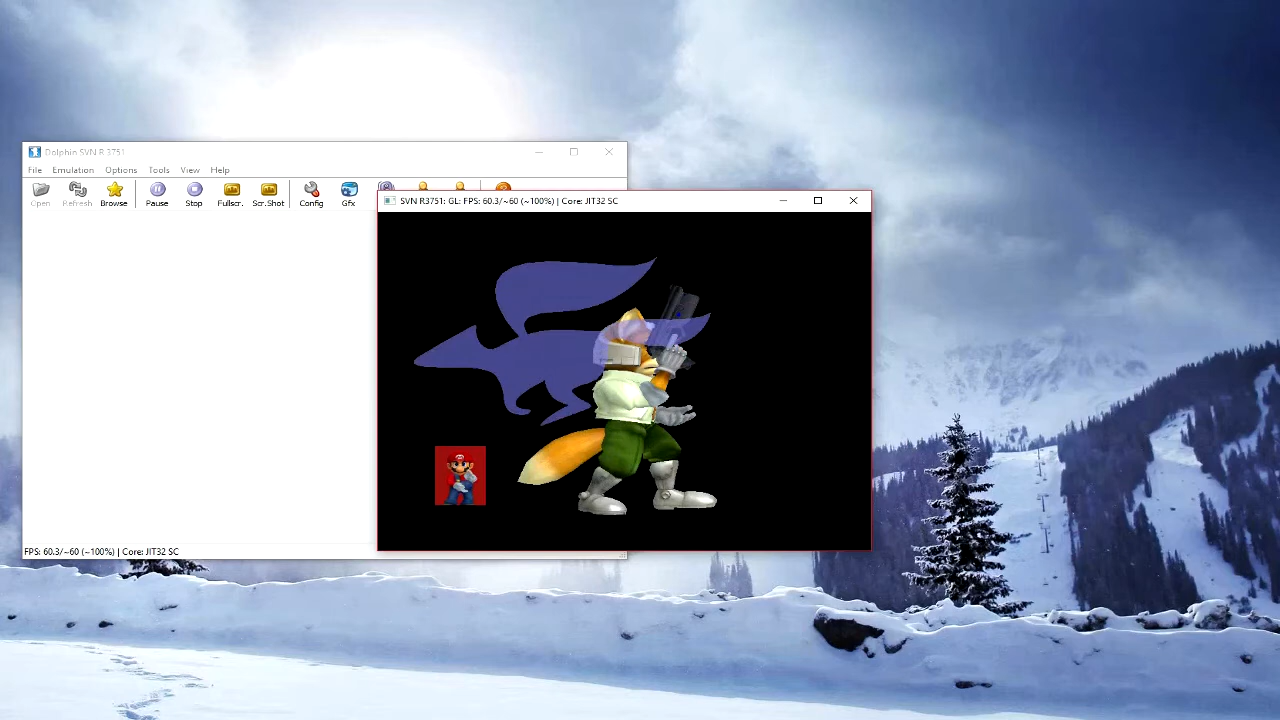 Dolphin SVN R 3751
File Emulation Options Tools View Help
Open Refresh Browse Pause Stop Fullscr. Scr.Shot Config Gfx
SVN R3751: GL: FPS: 60.3/~60 (~100%) | Core: JIT32 SC
FPS: 60.3/~60 (~100%) | Core: JIT32 SC